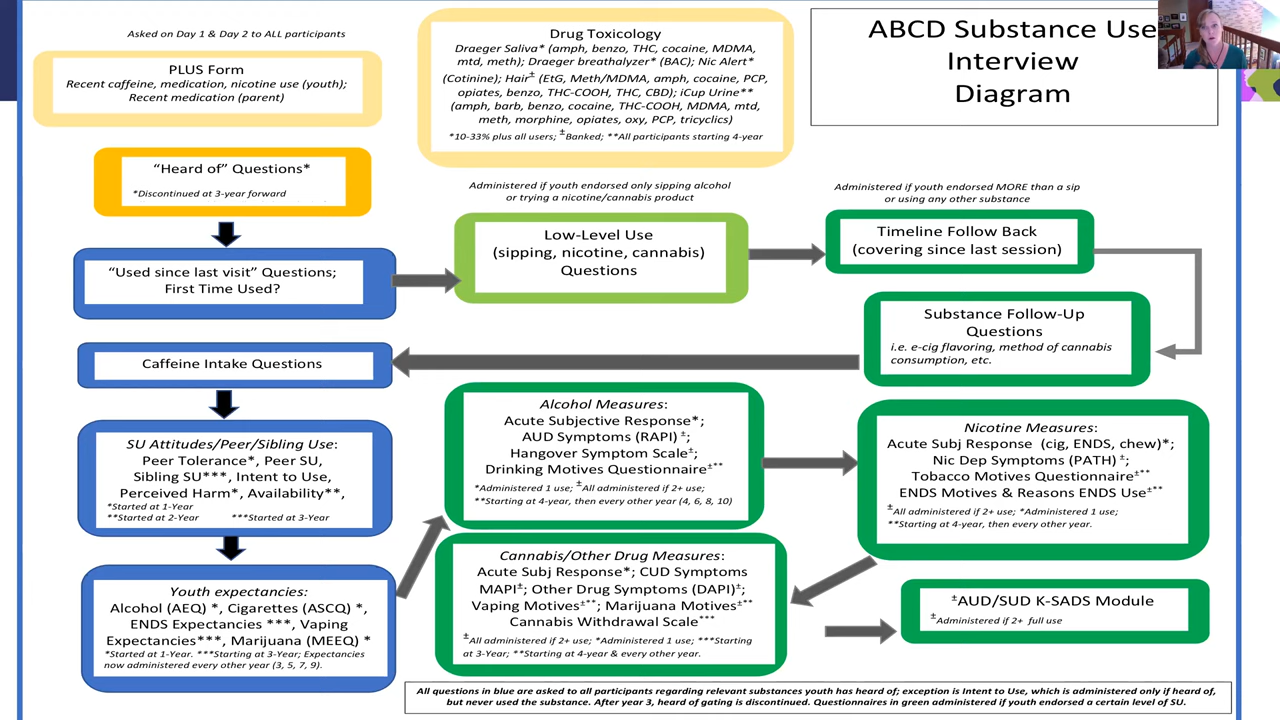 ABCD Substance Use
Interview
Diagram
Asked on Day 1 & Day 2 to ALL participants
PLUS Form
Recent caffeine, medication, nicotine use (youth);
Recent medication (parent)
Drug Toxicology
Draeger Saliva* (amph, benzo, THC, cocaine, MDMA,
mtd, meth); Draeger breathalyzer* (BAC); Nic Alert*
(Cotinine); Hair± (EtG, Meth/MDMA, amph, cocaine, PCP,
opiates, benzo, THC-COOH, THC, CBD); iCup Urine**
(amph, barb, benzo, cocaine, THC-COOH, MDMA, mtd,
meth, morphine, opiates, oxy, PCP, tricyclics)
*10-33% plus all users; ±Banked; **All participants starting 4-year
"Heard of" Questions*
*Discontinued at 3-year forward
"Used since last visit" Questions;
First Time Used?
Administered if youth endorsed only sipping alcohol
or trying a nicotine/cannabis product
Low-Level Use
(sipping, nicotine, cannabis)
Questions
Administered if youth endorsed MORE than a sip
or using any other substance
Timeline Follow Back
(covering since last session)
Substance Follow-Up
Questions
i.e. e-cig flavoring, method of cannabis
consumption, etc.
Caffeine Intake Questions
SU Attitudes/Peer/Sibling Use:
Peer Tolerance*, Peer SU,
Sibling SU***, Intent to Use,
Perceived Harm*, Availability**,
*Started at 1-Year
**Started at 2-Year ***Started at 3-Year
Youth expectancies:
Alcohol (AEQ) *, Cigarettes (ASCQ) *,
ENDS Expectancies ***, Vaping
Expectancies***, Marijuana (MEEQ) *
*Started at 1-Year. ***Starting at 3-Year; Expectancies
now administered every other year (3, 5, 7, 9).
Alcohol Measures:
Acute Subjective Response*;
AUD Symptoms (RAPI) ±;
Hangover Symptom Scale±;
Drinking Motives Questionnaire±**
*Administered 1 use; ±All administered if 2+ use;
**Starting at 4-year, then every other year (4, 6, 8, 10)
Nicotine Measures:
Acute Subj Response (cig, ENDS, chew)*;
Nic Dep Symptoms (PATH) ±;
Tobacco Motives Questionnaire±**
ENDS Motives & Reasons ENDS Use±**
±All administered if 2+ use; *Administered 1 use;
**Starting at 4-year, then every other year.
Cannabis/Other Drug Measures:
Acute Subj Response*; CUD Symptoms
MAPI±; Other Drug Symptoms (DAPI)±;
Vaping Motives±**; Marijuana Motives±**
Cannabis Withdrawal Scale***
±All administered if 2+ use; *Administered 1 use; ***Starting
at 3-Year; **Starting at 4-year & every other year.
±AUD/SUD K-SADS Module
±Administered if 2+ full use
All questions in blue are asked to all participants regarding relevant substances youth has heard of; exception is Intent to Use, which is administered only if heard of,
but never used the substance. After year 3, heard of gating is discontinued. Questionnaires in green administered if youth endorsed a certain level of SU.